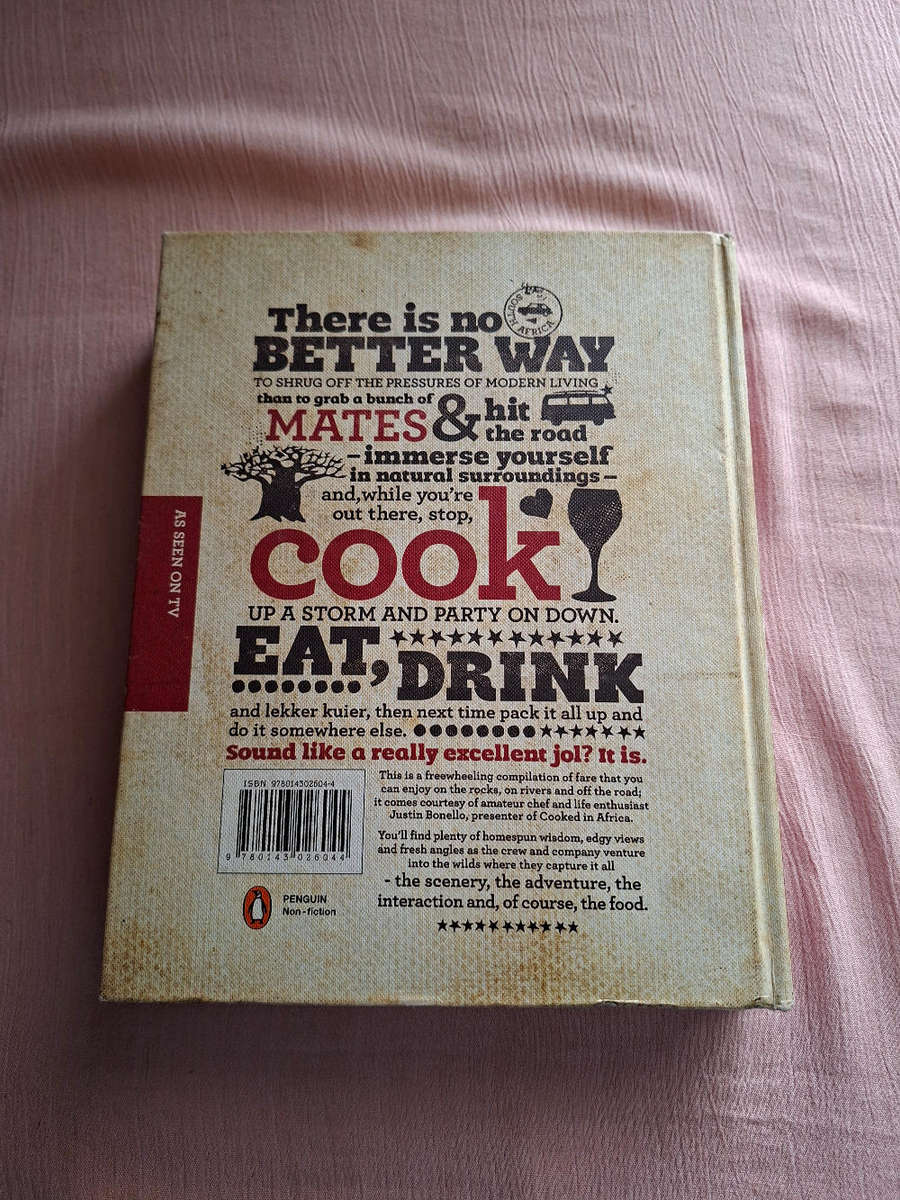 There is no
BETTER WAY
SOUTH AFRICA
TO SHRUG OFF THE PRESSURES OF MODERN LIVING
than to grab a bunch of
MATES & hit
the road
– immerse yourself
in natural surroundings –
and, while you're
out there, stop,
cook
UP A STORM AND PARTY ON DOWN.
EAT, DRINK
and lekker kuier, then next time pack it all up and
do it somewhere else.
Sound like a really excellent jol? It is.
AS SEEN ON TV
This is a freewheeling compilation of fare that you
can enjoy on the rocks, on rivers and off the road;
it comes courtesy of amateur chef and life enthusiast
Justin Bonello, presenter of Cooked in Africa.
You'll find plenty of homespun wisdom, edgy views
and fresh angles as the crew and company venture
into the wilds where they capture it all
- the scenery, the adventure, the
interaction and, of course, the food.
ISBN 978014302604-4
9 780143 026044
PENGUIN
Non-fiction